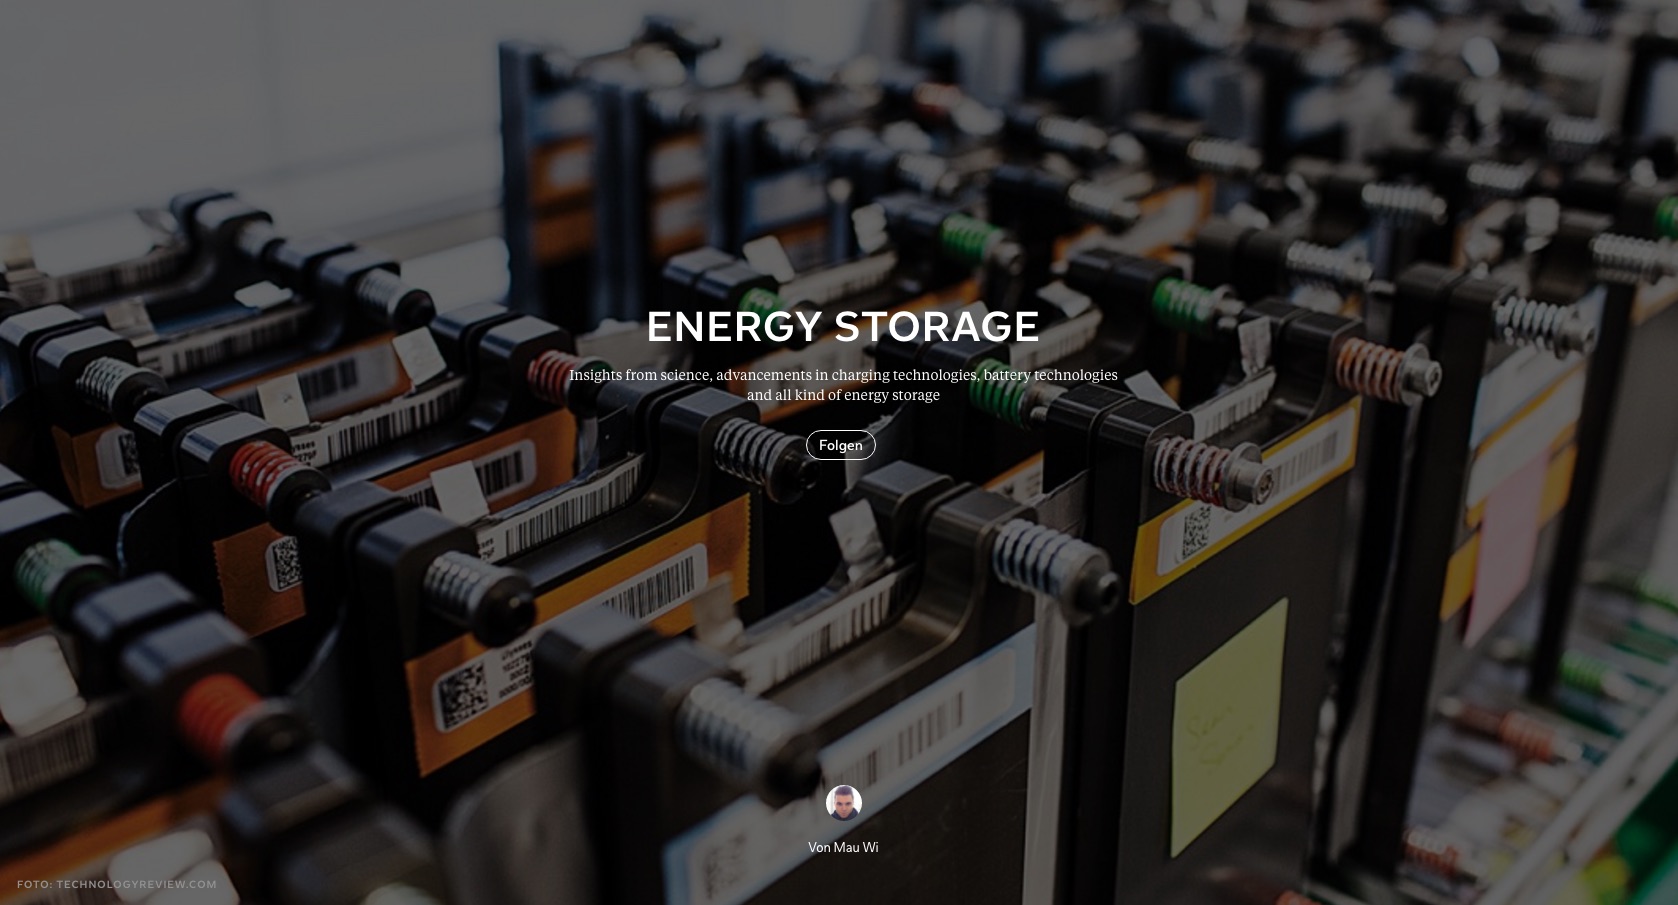 ENERGY STORAGE
Insights from science, advancements in charging technologies, battery technologies
and all kind of energy storage
Folgen
Von Mau Wi
FOTO: TECHNOLOGYREVIEW.COM